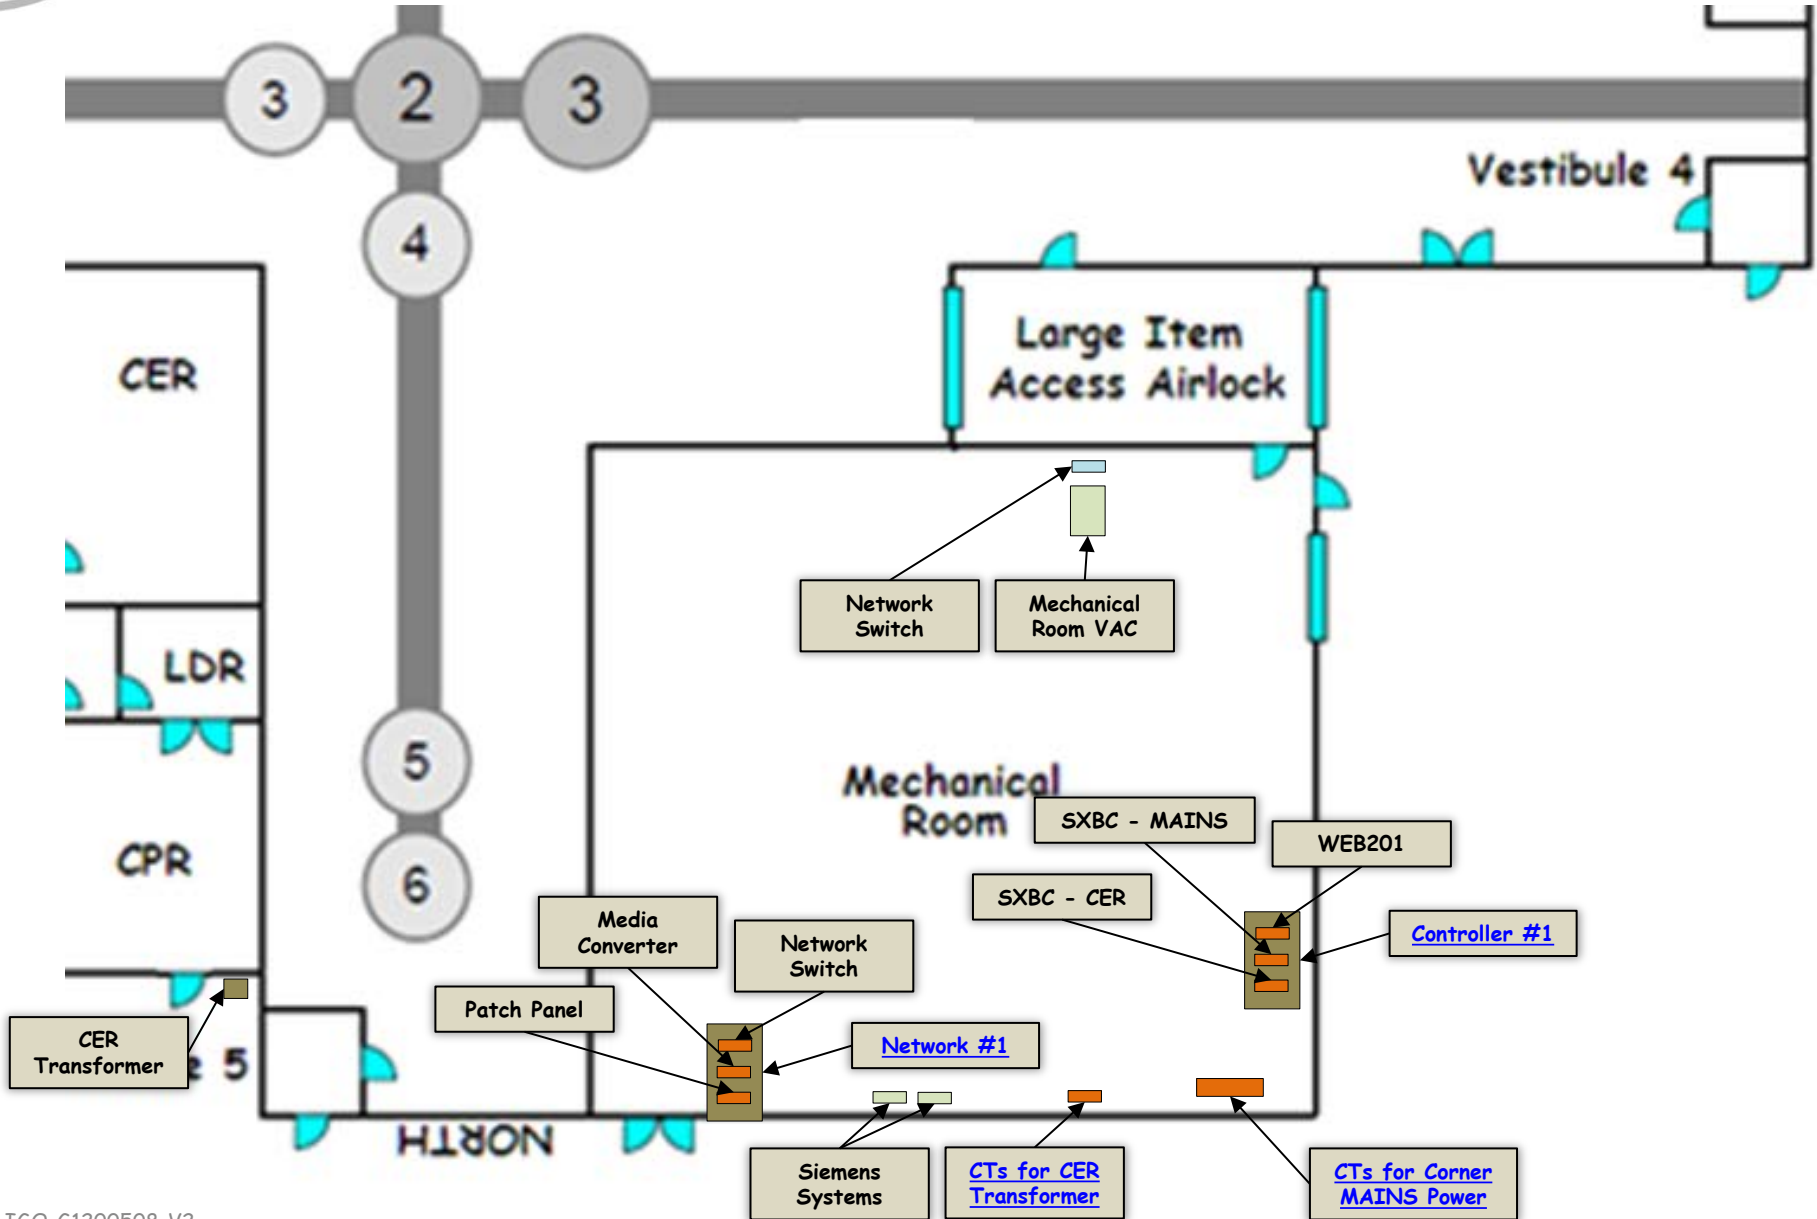 3
2
3
Vestibule 4
4
CER
Large Item
Access Airlock
Network
Switch
Mechanical
Room VAC
LDR
5
Mechanical
Room
SXBC - MAINS
WEB201
CPR
6
SXBC - CER
Media
Converter
Network
Switch
Controller #1
Patch Panel
CER
Transformer
e 5
Network #1
NORTH
Siemens
Systems
CTs for CER
Transformer
CTs for Corner
MAINS Power